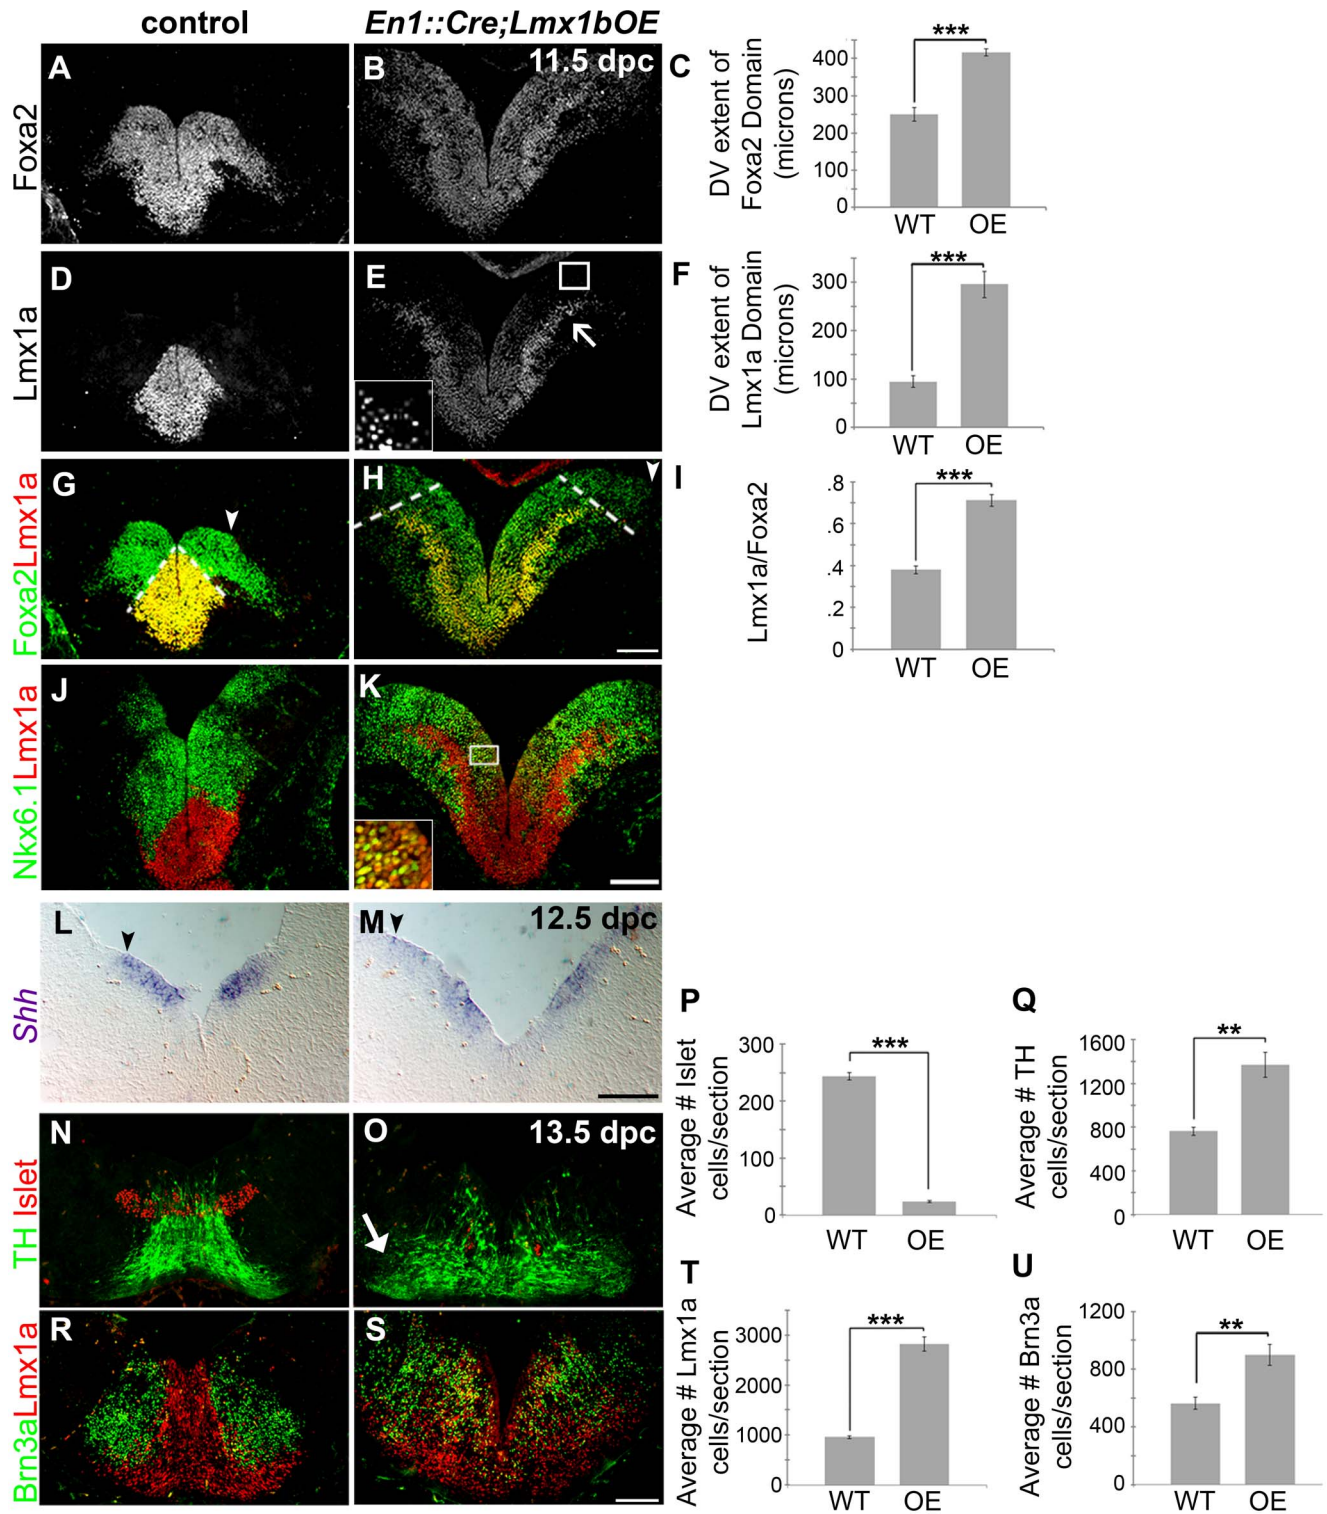 control
En1::Cre;Lmx1bOE
Foxa2
A
B
11.5 dpc
C
DV extent of
Foxa2 Domain
(microns)
400
300
200
100
0
***
WT
OE
Lmx1a
D
E
F
DV extent of
Lmx1a Domain
(microns)
300
200
100
0
***
WT
OE
Foxa2Lmx1a
G
H
I
Lmx1a/Foxa2
.8
.6
.4
.2
0
***
WT
OE
Nkx6.1Lmx1a
J
K
Shh
L
M
12.5 dpc
TH Islet
N
O
13.5 dpc
P
Average # Islet
cells/section
300
200
100
0
***
WT
OE
Q
Average # TH
cells/section
1600
1200
800
400
0
**
WT
OE
Brn3aLmx1a
R
S
T
Average # Lmx1a
cells/section
3000
2000
1000
0
***
WT
OE
U
Average # Brn3a
cells/section
1200
800
400
0
**
WT
OE